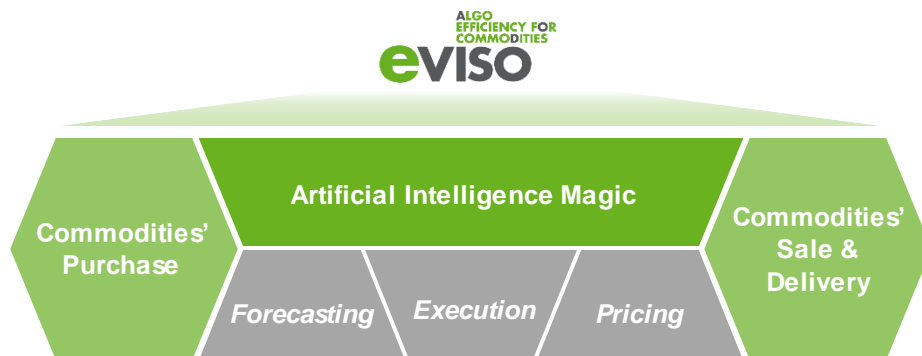 ALGO
EFFICIENCY FOR
COMMODITIES
eVISO
Artificial Intelligence Magic
Commodities’
Purchase
Commodities’
Sale &
Delivery
Forecasting
Execution
Pricing